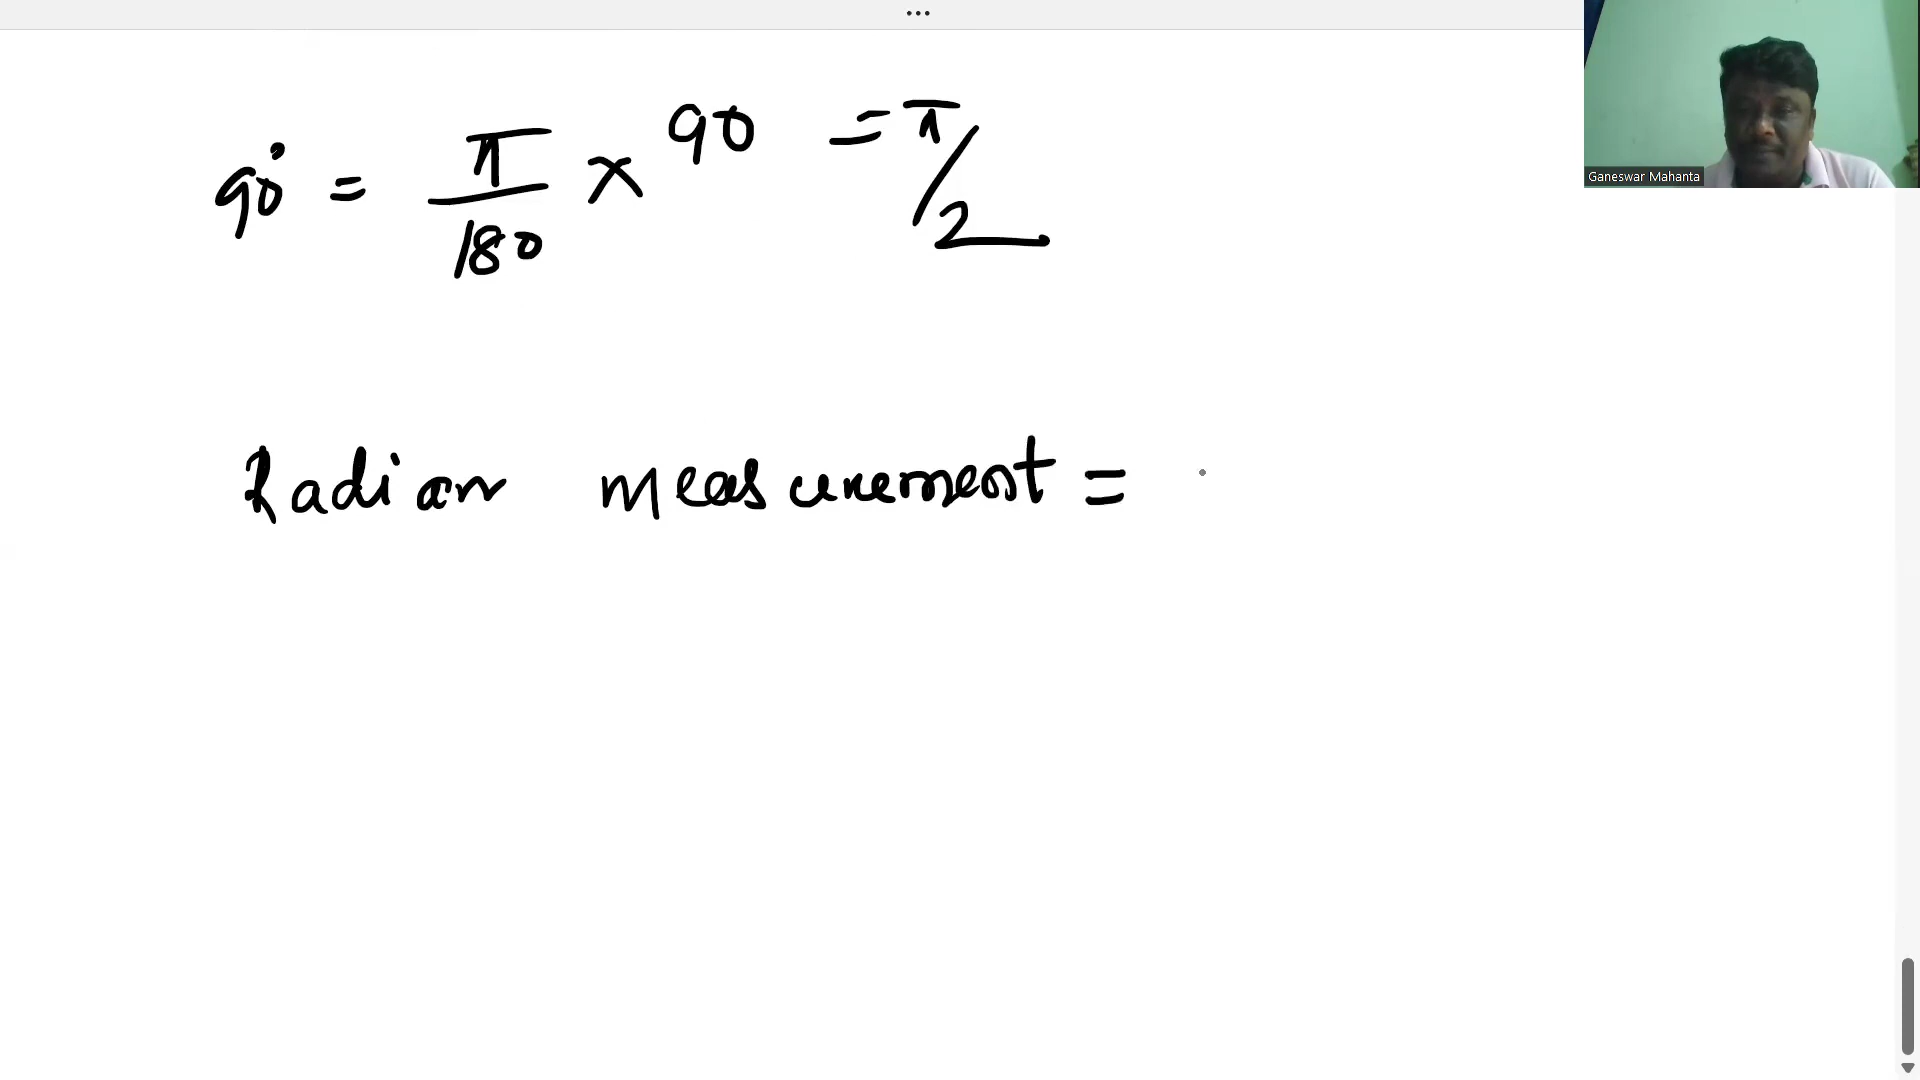 ...
Ganeswar Mahanta
90° = π/180 × 90 = π/2
Radian measurement =